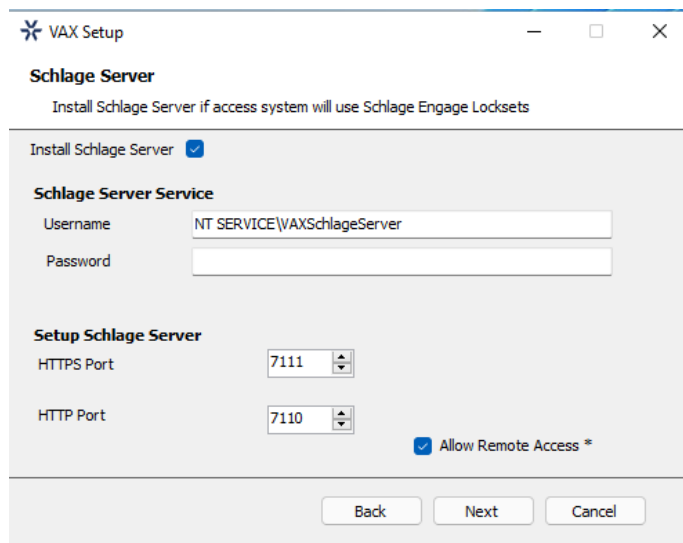 VAX Setup
Schlage Server
Install Schlage Server if access system will use Schlage Engage Locksets
Install Schlage Server
Schlage Server Service
Username NT SERVICE\VAXSchlageServer
Password
Setup Schlage Server
HTTPS Port 7111
HTTP Port 7110
Allow Remote Access *
Back Next Cancel